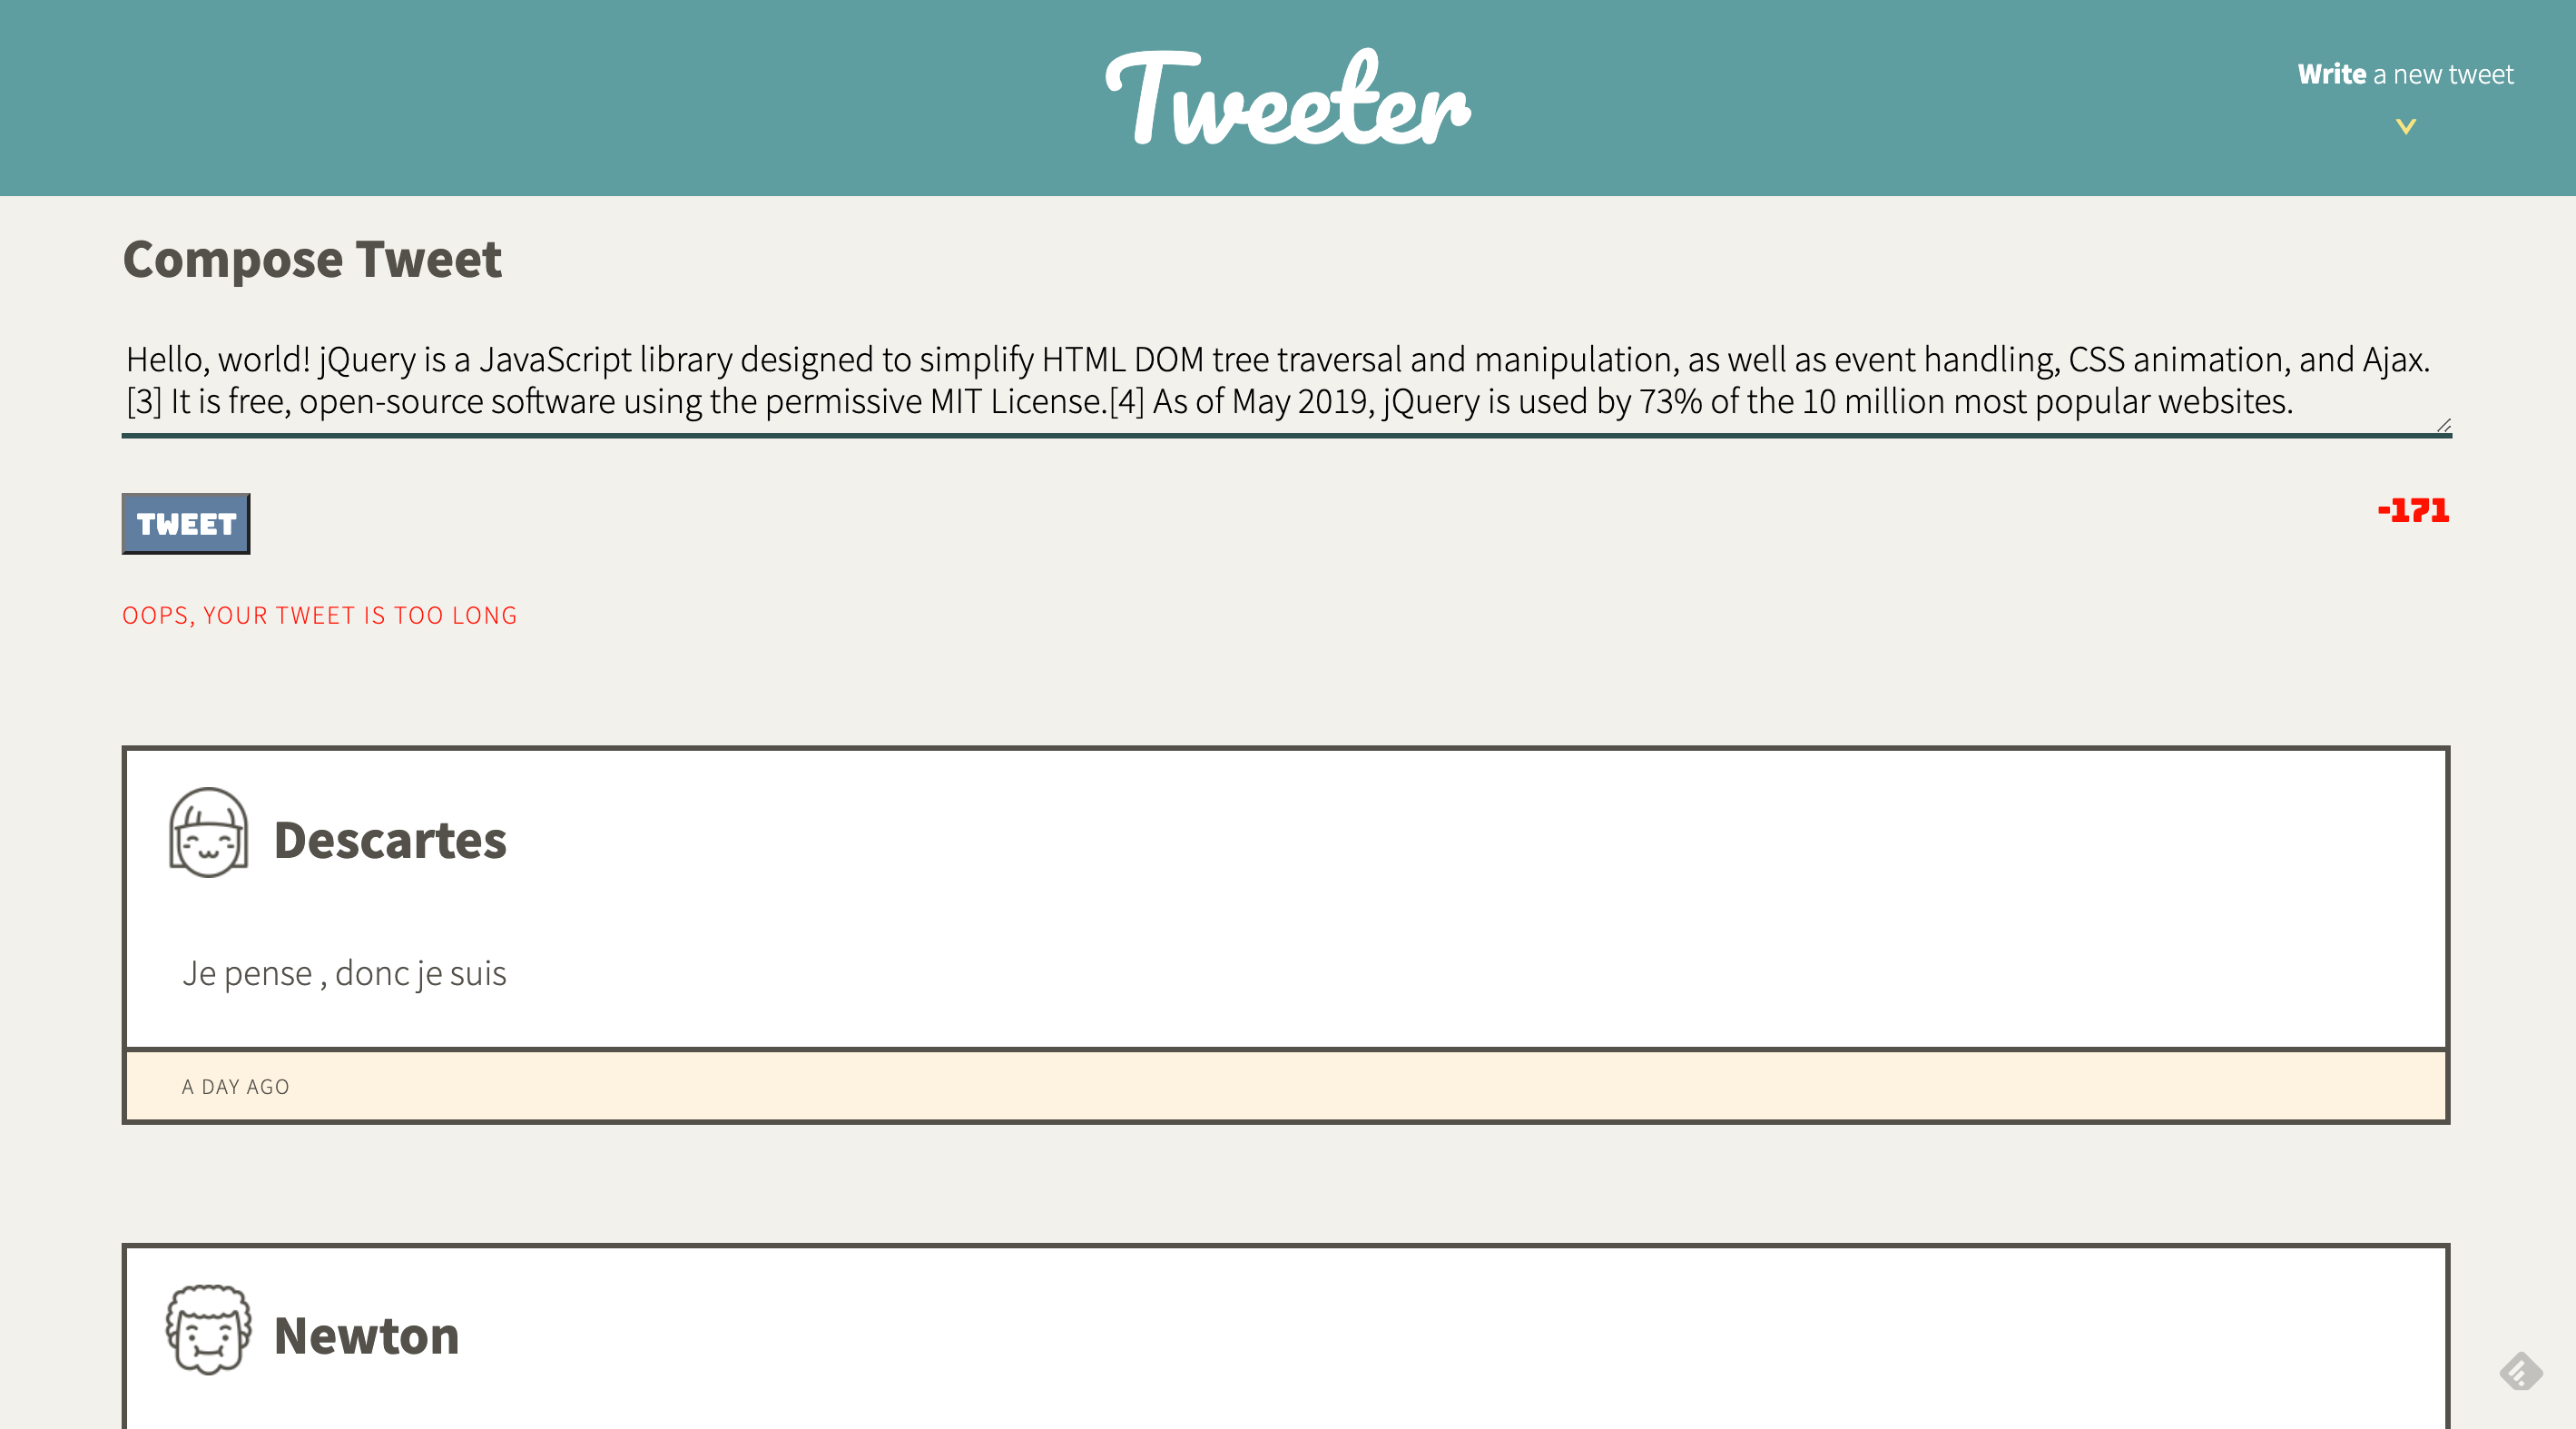 Tweeter
Write a new tweet
Compose Tweet
Hello, world! jQuery is a JavaScript library designed to simplify HTML DOM tree traversal and manipulation, as well as event handling, CSS animation, and Ajax.
[3] It is free, open-source software using the permissive MIT License.[4] As of May 2019, jQuery is used by 73% of the 10 million most popular websites.
TWEET
-171
OOPS, YOUR TWEET IS TOO LONG
Descartes
Je pense , donc je suis
A DAY AGO
Newton